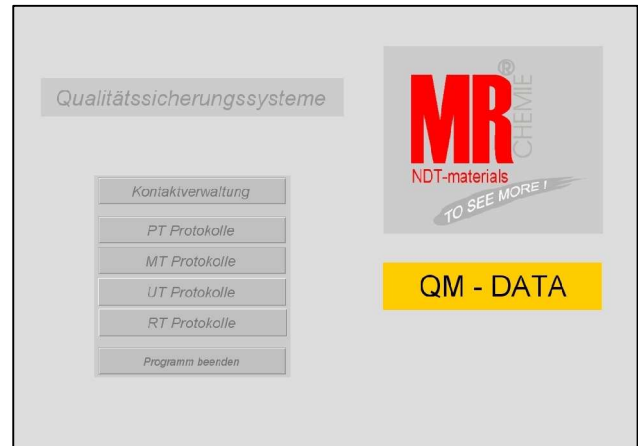 Qualitätssicherungssysteme
Kontaktverwaltung
PT Protokolle
MT Protokolle
UT Protokolle
RT Protokolle
Programm beenden
MR®
CHEMIE
NDT-materials
TO SEE MORE !
QM - DATA